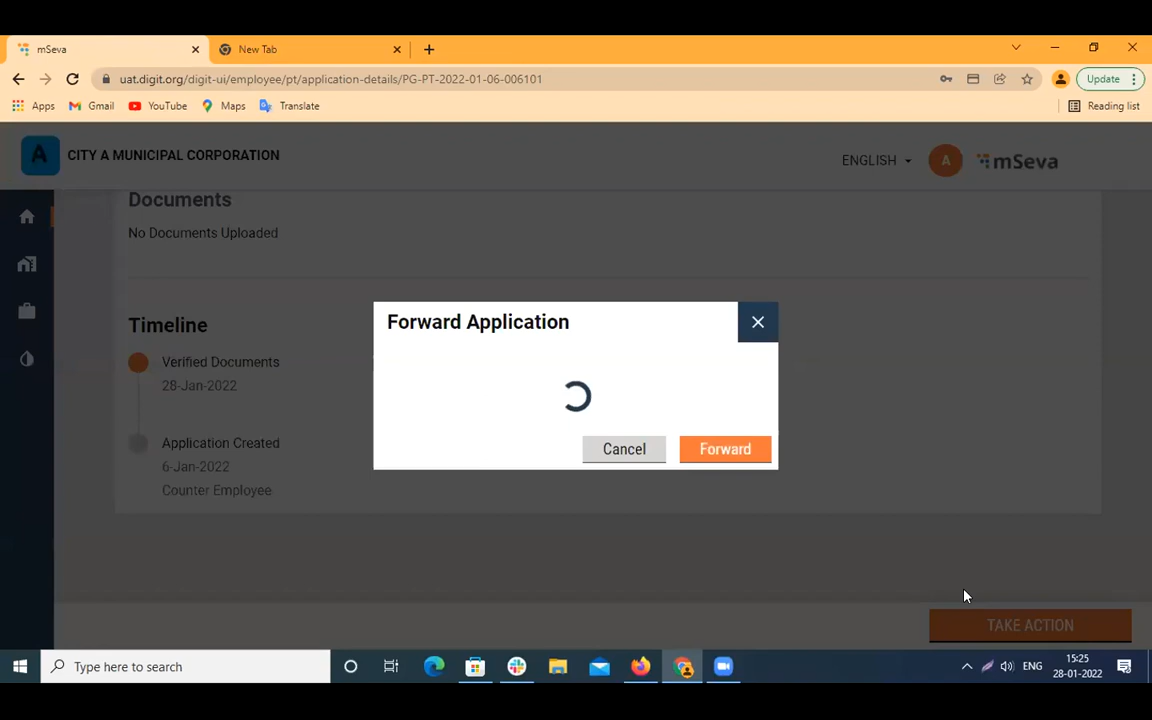 mSeva
New Tab
uat.digit.org/digit-ui/employee/pt/application-details/PG-PT-2022-01-06-006101
Update
Apps
Gmail
YouTube
Maps
Translate
Reading list
A
CITY A MUNICIPAL CORPORATION
ENGLISH
A
mSeva
Documents
No Documents Uploaded
Timeline
Verified Documents
28-Jan-2022
Application Created
6-Jan-2022
Counter Employee
Forward Application
Cancel
Forward
TAKE ACTION
Type here to search
ENG
15:25
28-01-2022